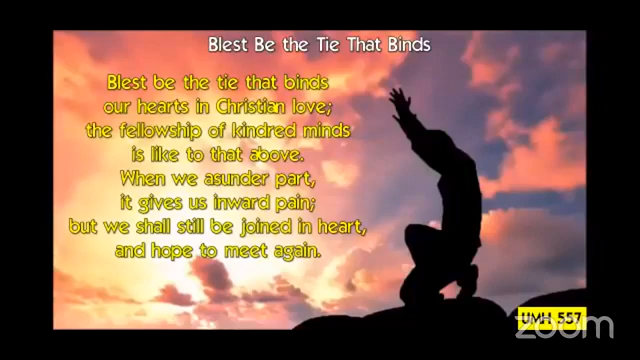 Blest Be the Tie That Binds
Blest be the tie that binds
our hearts in Christian love;
the fellowship of kindred minds
is like to that above.
When we asunder part,
it gives us inward pain;
but we shall still be joined in heart,
and hope to meet again.
UMH 557
zoom